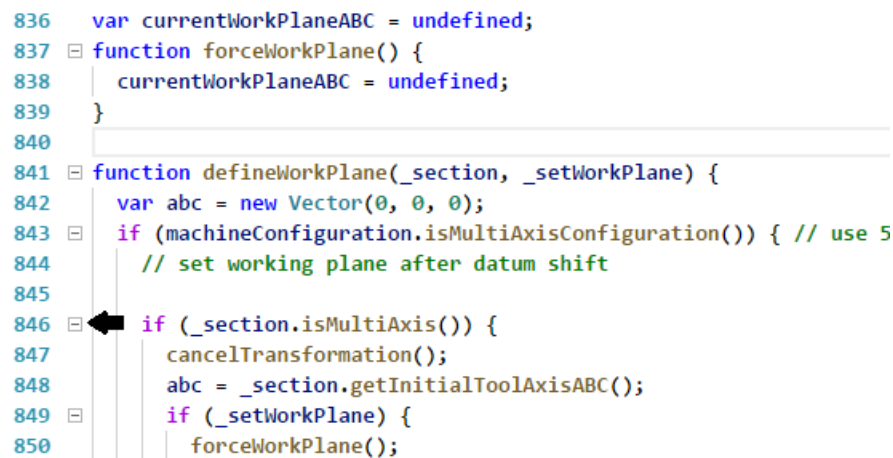 836 var currentWorkPlaneABC = undefined;
837 function forceWorkPlane() {
838 currentWorkPlaneABC = undefined;
839 }
840
841 function defineWorkPlane(_section, _setWorkPlane) {
842 var abc = new Vector(0, 0, 0);
843 if (machineConfiguration.isMultiAxisConfiguration()) { // use 5
844 // set working plane after datum shift
845
846 if (_section.isMultiAxis()) {
847 cancelTransformation();
848 abc = _section.getInitialToolAxisABC();
849 if (_setWorkPlane) {
850 forceWorkPlane();